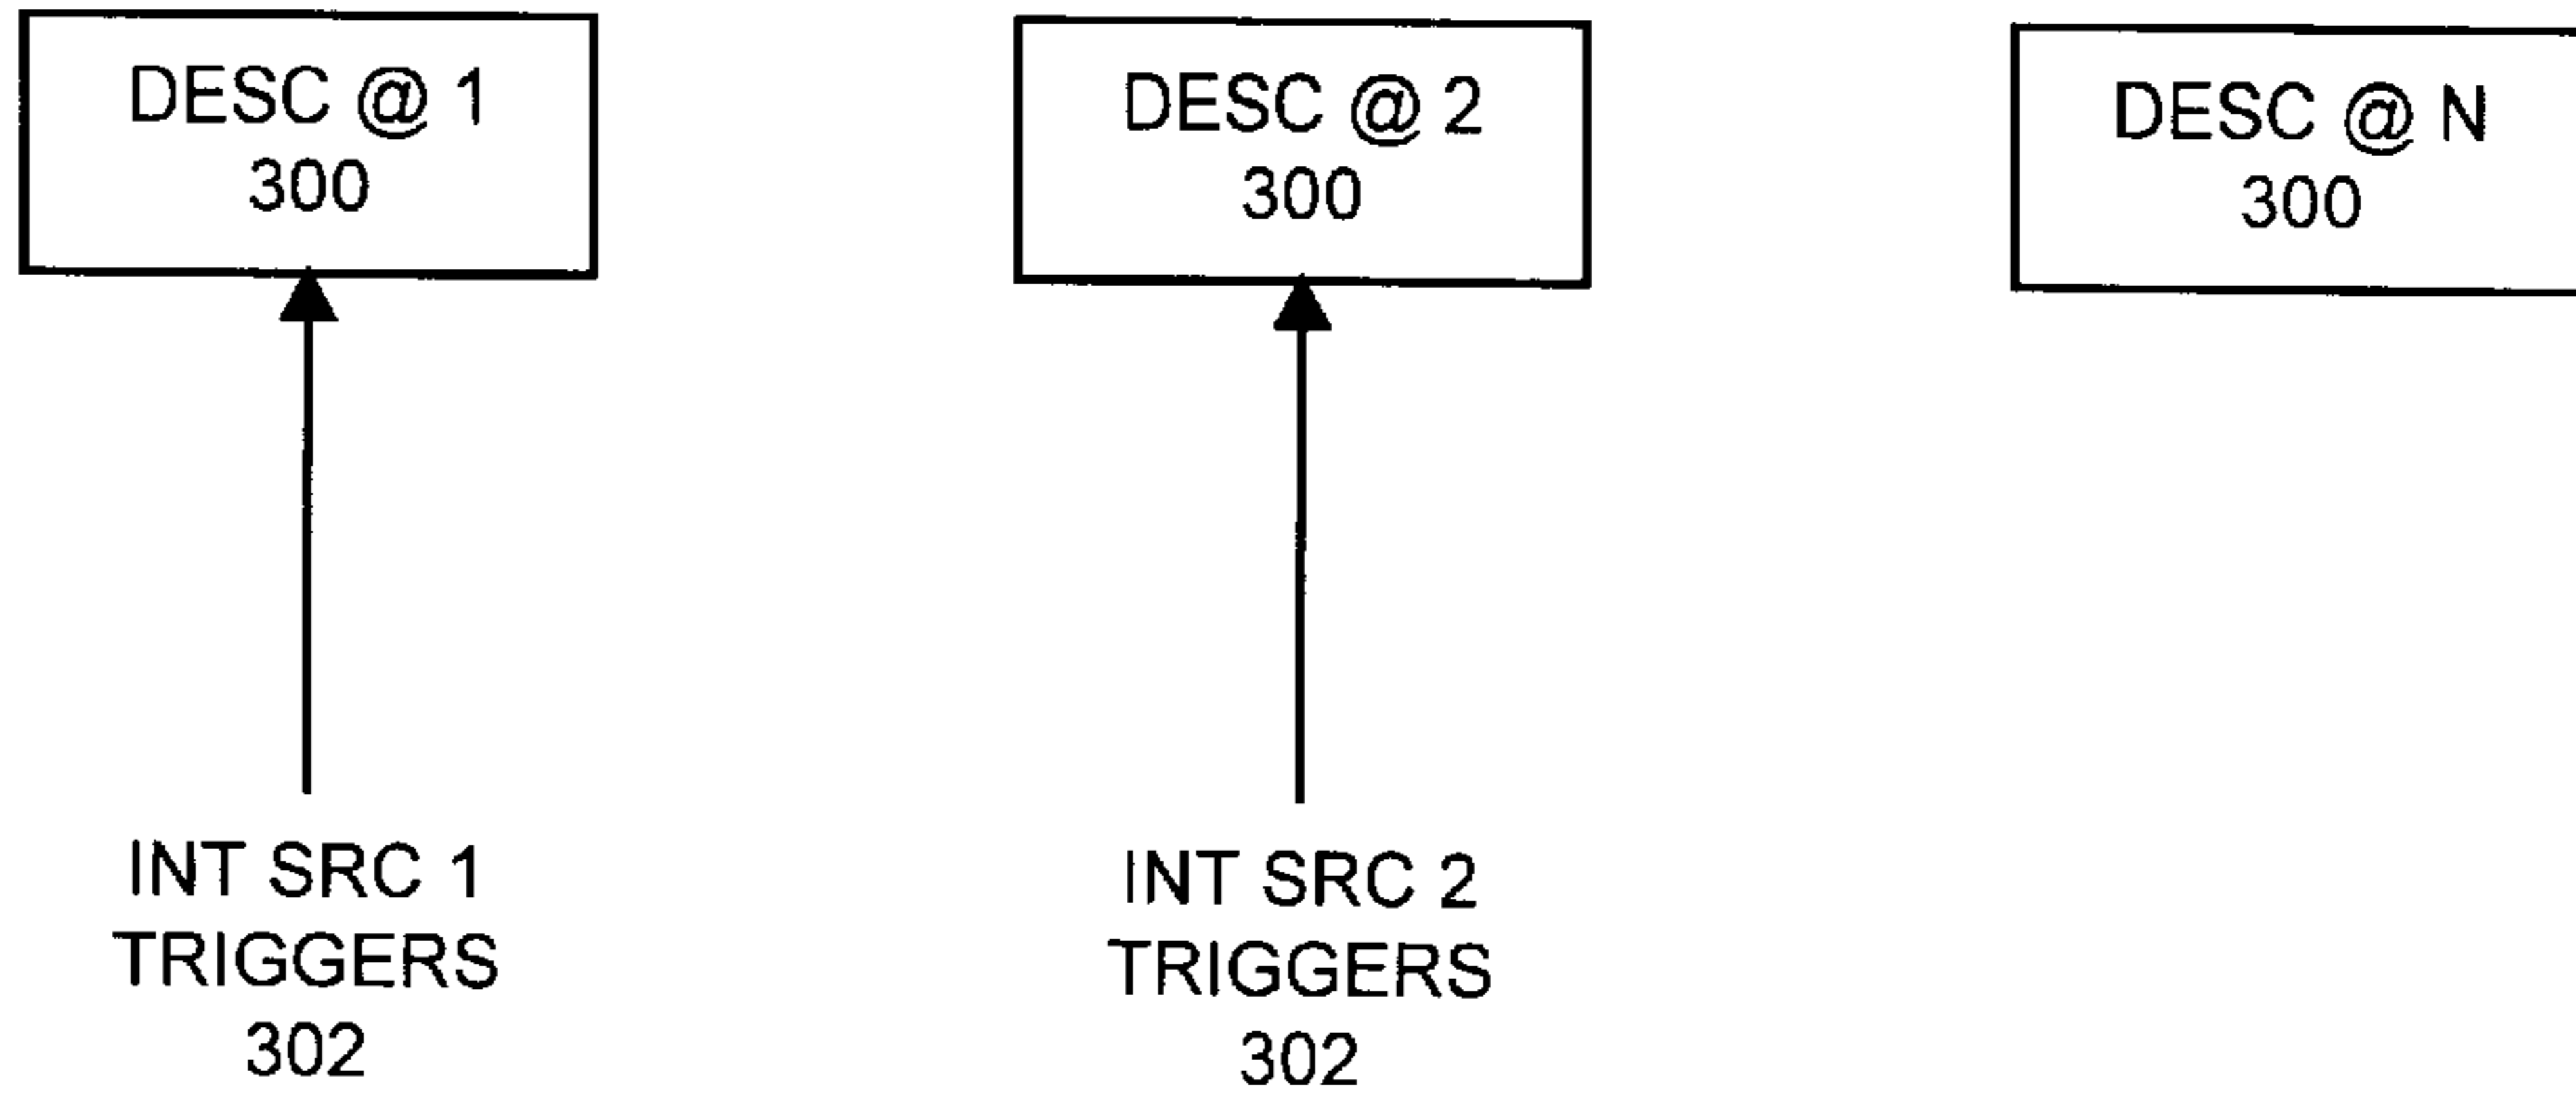 DESC @ 1
300
DESC @ 2
300
DESC @ N
300
INT SRC 1
TRIGGERS
302
INT SRC 2
TRIGGERS
302